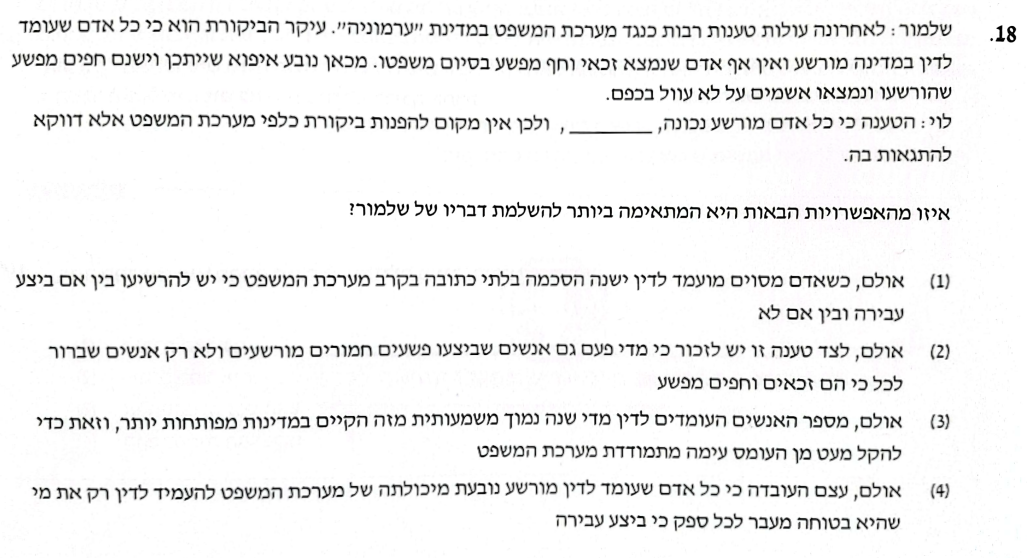 18. שלמור: לאחרונה עולות טענות רבות כנגד מערכת המשפט במדינת "ערמוניה". עיקר הביקורת הוא כי כל אדם שעומד
לדין במדינה מורשע ואין אף אדם שנמצא זכאי וחף מפשע בסיום משפטו. מכאן נובע איפוא שייתכן וישנם חפים מפשע
שהורשעו ונמצאו אשמים על לא עוול בכפם.
לוי: הטענה כי כל אדם מורשע נכונה, ________, ולכן אין מקום להפנות ביקורת כלפי מערכת המשפט אלא דווקא
להתגאות בה.
איזו מהאפשרויות הבאות היא המתאימה ביותר להשלמת דבריו של שלמור?
(1) אולם, כשאדם מסוים מועמד לדין ישנה הסכמה בלתי כתובה בקרב מערכת המשפט כי יש להרשיעו בין אם ביצע
עבירה ובין אם לא
(2) אולם, לצד טענה זו יש לזכור כי מדי פעם גם אנשים שביצעו פשעים חמורים מורשעים ולא רק אנשים שברור
לכל כי הם זכאים וחפים מפשע
(3) אולם, מספר האנשים העומדים לדין מדי שנה נמוך משמעותית מזה הקיים במדינות מפותחות יותר, וזאת כדי
להקל מעט מן העומס עימה מתמודדת מערכת המשפט
(4) אולם, עצם העובדה כי כל אדם שעומד לדין מורשע נובעת מיכולתה של מערכת המשפט להעמיד לדין רק את מי
שהיא בטוחה מעבר לכל ספק כי ביצע עבירה